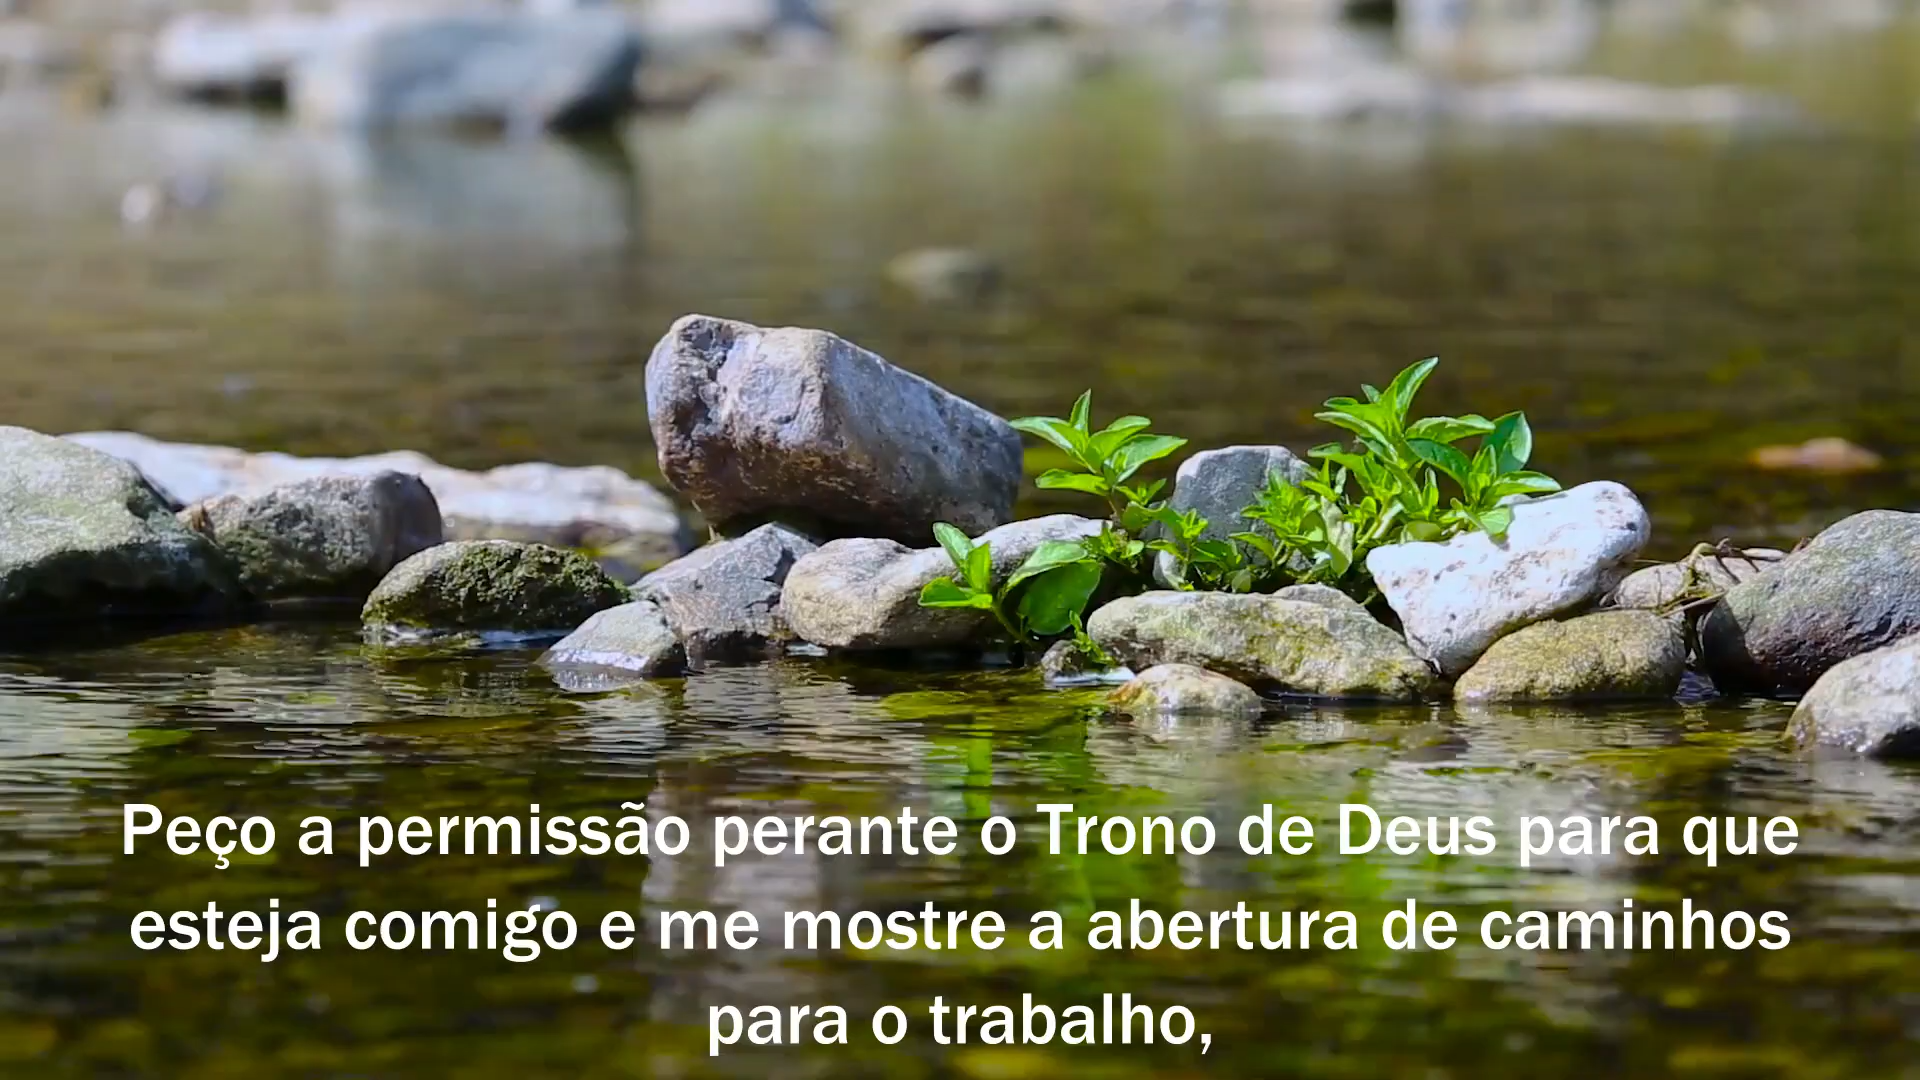 Peço a permissão perante o Trono de Deus para que
esteja comigo e me mostre a abertura de caminhos
para o trabalho,